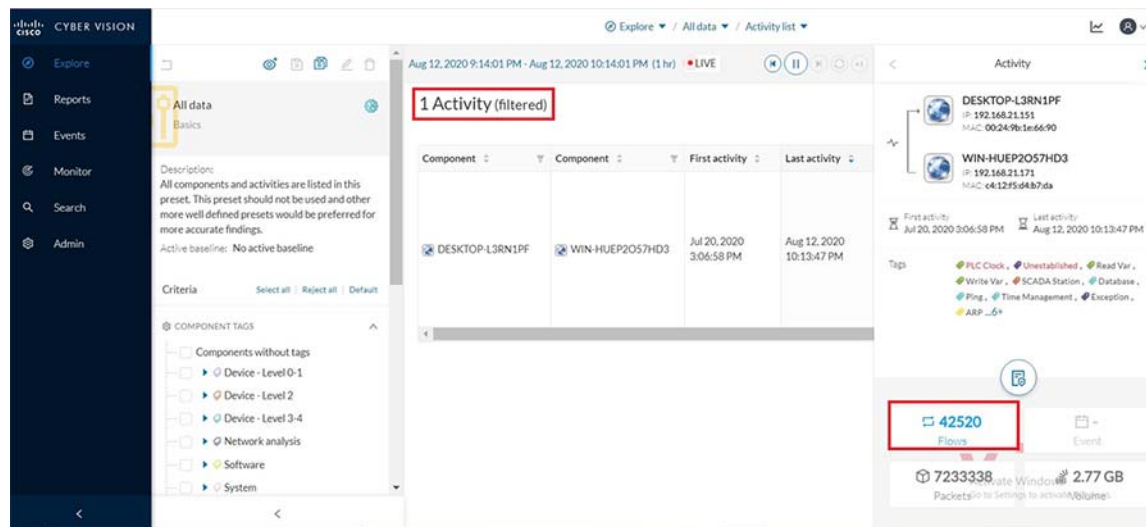 cisco CYBER VISION
Explore / All data / Activity list
Explore
Reports
Events
Monitor
Search
Admin
All data
Basics
Description:
All components and activities are listed in this
preset. This preset should not be used and other
more well defined presets would be preferred for
more accurate findings.
Active baseline: No active baseline
Criteria Select all Reject all Default
COMPONENT TAGS
Components without tags
Device - Level 0-1
Device - Level 2
Device - Level 3-4
Network analysis
Software
System
Aug 12, 2020 9:14:01 PM - Aug 12, 2020 10:14:01 PM (1 hr) LIVE
1 Activity (filtered)
Component Component First activity Last activity
DESKTOP-L3RN1PF WIN-HUEP2O57HD3 Jul 20, 2020 3:06:58 PM Aug 12, 2020 10:13:47 PM
Activity
DESKTOP-L3RN1PF
IP: 192.168.21.151
MAC: 00:24:9b:1e:66:90
WIN-HUEP2O57HD3
IP: 192.168.21.171
MAC: c4:12:f5:d4:b7:da
First activity Last activity
Jul 20, 2020 3:06:58 PM Aug 12, 2020 10:13:47 PM
Tags PLC Clock, Unestablished, Read Var,
Write Var, SCADA Station, Database,
Ping, Time Management, Exception,
ARP ...6+
42520 -
Flows Event
7233338 2.77 GB
Packets Volume
Activate Windows
Go to Settings to activate